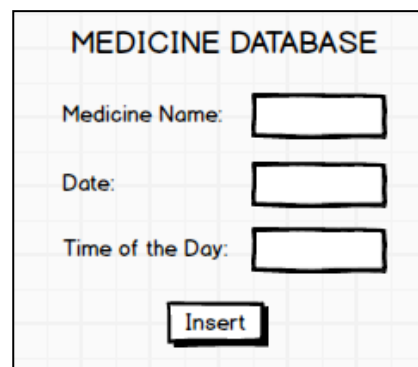 MEDICINE DATABASE
Medicine Name:
Date:
Time of the Day:
Insert